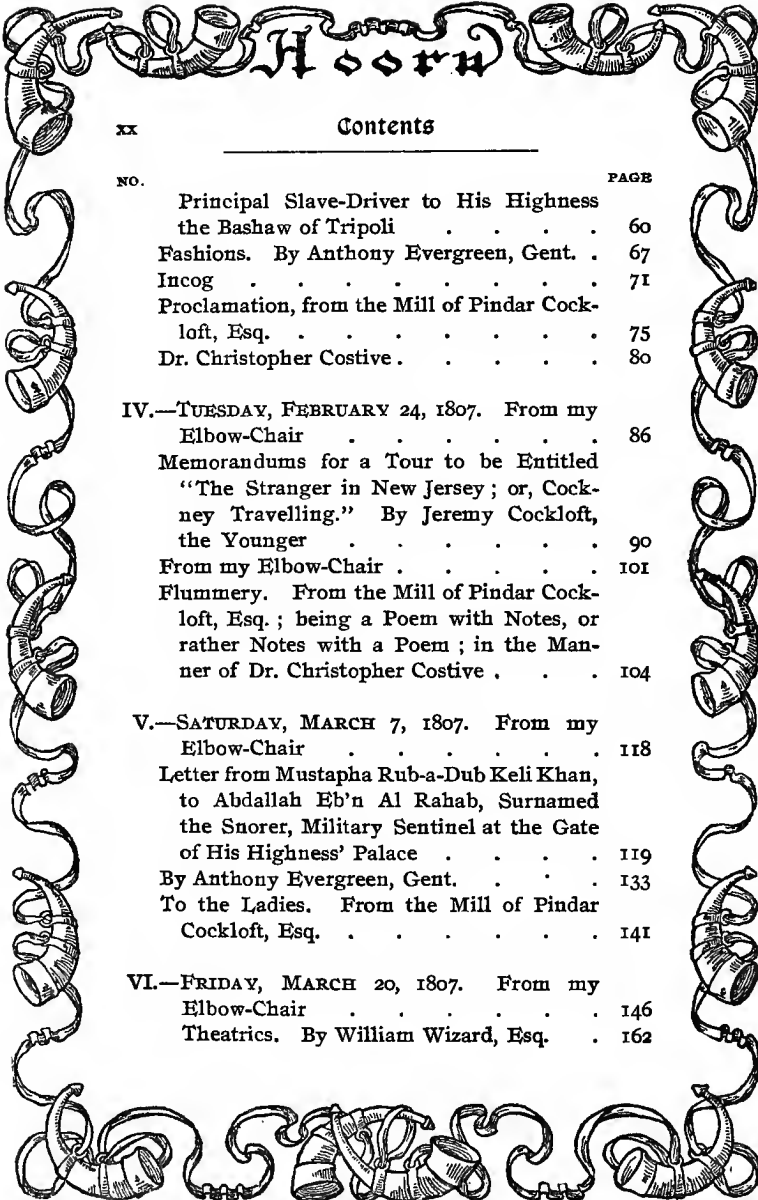 Hoorn
xx Contents
NO. PAGE
Principal Slave-Driver to His Highness
the Bashaw of Tripoli . . . . 60
Fashions. By Anthony Evergreen, Gent. . 67
Incog . . . . . . . . . 71
Proclamation, from the Mill of Pindar Cock-
loft, Esq. . . . . . . . . 75
Dr. Christopher Costive . . . . . 80
IV.—TUESDAY, FEBRUARY 24, 1807. From my
Elbow-Chair . . . . . . 86
Memorandums for a Tour to be Entitled
"The Stranger in New Jersey ; or, Cock-
ney Travelling." By Jeremy Cockloft,
the Younger . . . . . . 90
From my Elbow-Chair . . . . . 101
Flummery. From the Mill of Pindar Cock-
loft, Esq. ; being a Poem with Notes, or
rather Notes with a Poem ; in the Man-
ner of Dr. Christopher Costive . . . 104
V.—SATURDAY, MARCH 7, 1807. From my
Elbow-Chair . . . . . . 118
Letter from Mustapha Rub-a-Dub Keli Khan,
to Abdallah Eb'n Al Rahab, Surnamed
the Snorer, Military Sentinel at the Gate
of His Highness' Palace . . . . 119
By Anthony Evergreen, Gent. . . . 133
To the Ladies. From the Mill of Pindar
Cockloft, Esq. . . . . . . 141
VI.—FRIDAY, MARCH 20, 1807. From my
Elbow-Chair . . . . . . 146
Theatrics. By William Wizard, Esq. . 162